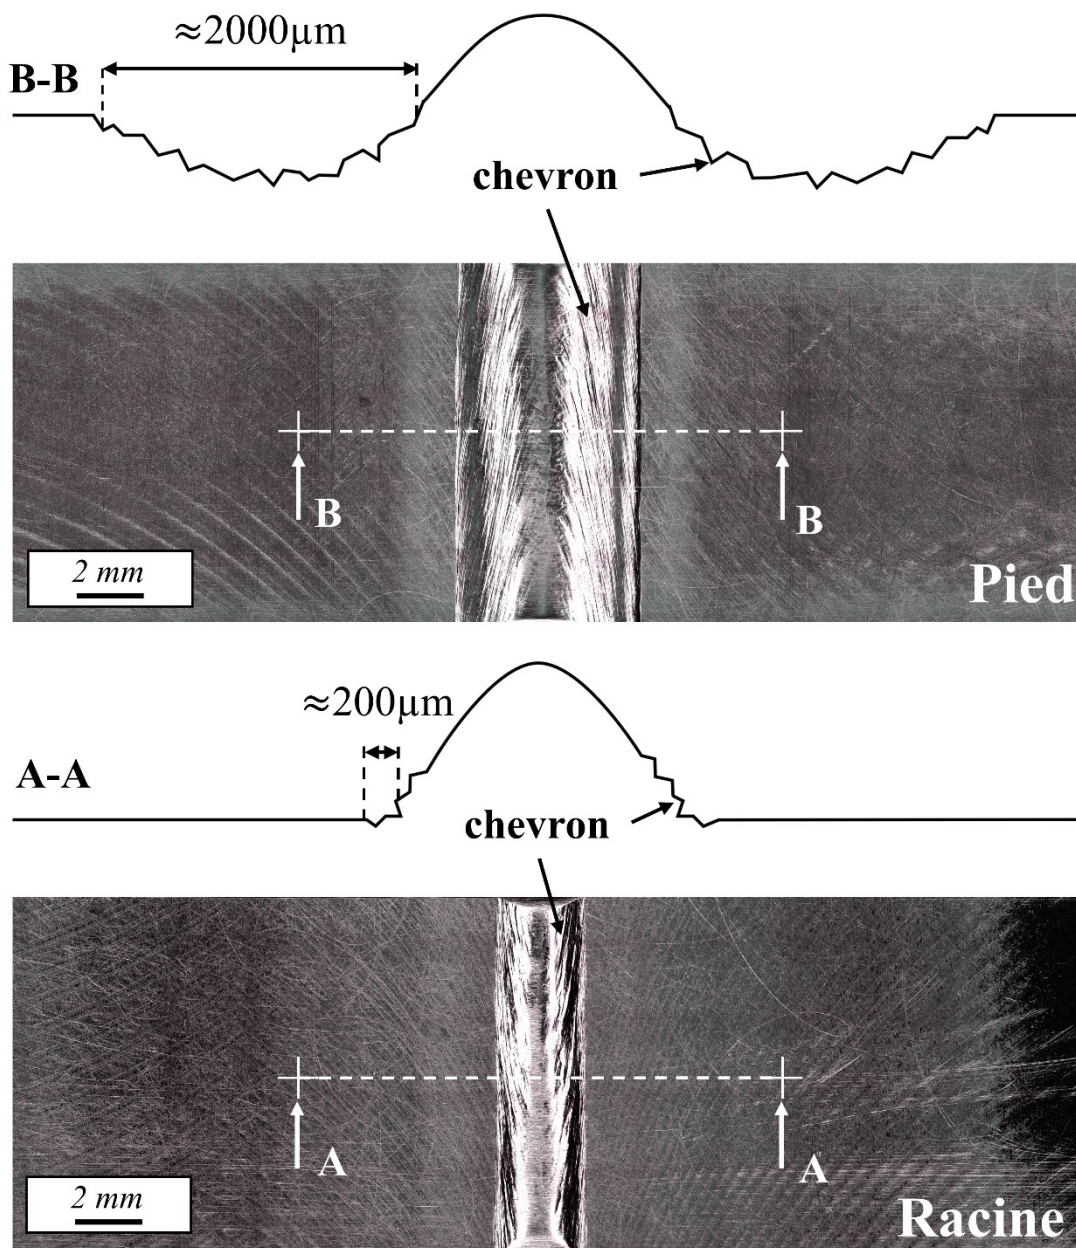 ≈2000μm
B-B
chevron
B
B
2 mm
Pied
≈200μm
A-A
chevron
A
A
2 mm
Racine